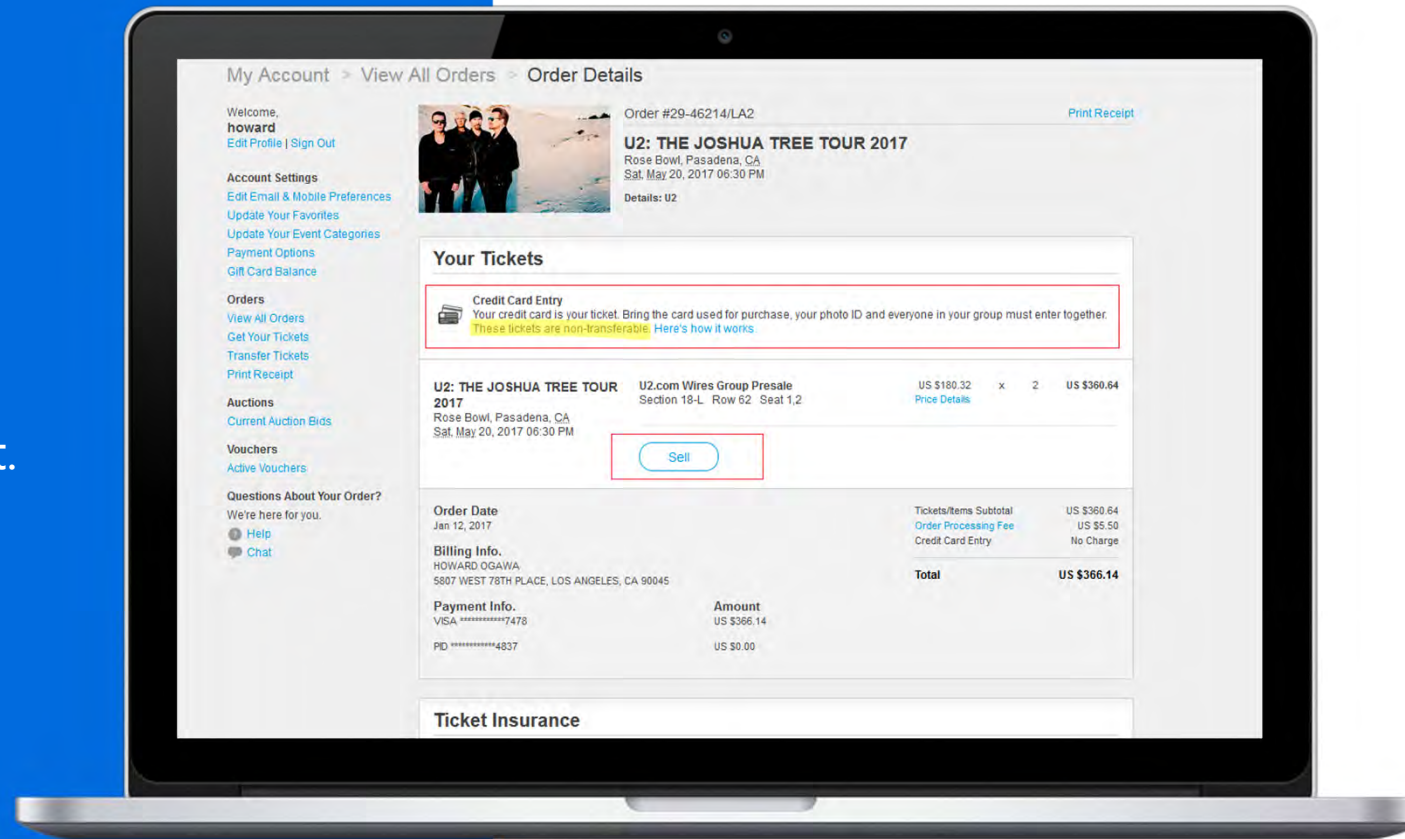 t.
My Account > View All Orders > Order Details
Welcome,
howard
Edit Profile | Sign Out
Account Settings
Edit Email & Mobile Preferences
Update Your Favorites
Update Your Event Categories
Payment Options
Gift Card Balance
Orders
View All Orders
Get Your Tickets
Transfer Tickets
Print Receipt
Auctions
Current Auction Bids
Vouchers
Active Vouchers
Questions About Your Order?
We're here for you.
Help
Chat
Order #29-46214/LA2
Print Receipt
U2: THE JOSHUA TREE TOUR 2017
Rose Bowl, Pasadena, CA
Sat, May 20, 2017 06:30 PM
Details: U2
Your Tickets
Credit Card Entry
Your credit card is your ticket. Bring the card used for purchase, your photo ID and everyone in your group must enter together.
These tickets are non-transferable. Here's how it works
U2: THE JOSHUA TREE TOUR
2017
Rose Bowl, Pasadena, CA
Sat, May 20, 2017 06:30 PM
U2.com Wires Group Presale
Section 18-L Row 62 Seat 1,2
US $180.32 x 2 US $360.64
Price Details
Sell
Order Date
Jan 12, 2017
Billing Info.
HOWARD OGAWA
5807 WEST 78TH PLACE, LOS ANGELES, CA 90045
Payment Info. Amount
VISA ************7478 US $366.14
PID ************4837 US $0.00
Tickets/Items Subtotal US $360.64
Order Processing Fee US $5.50
Credit Card Entry No Charge
Total US $366.14
Ticket Insurance